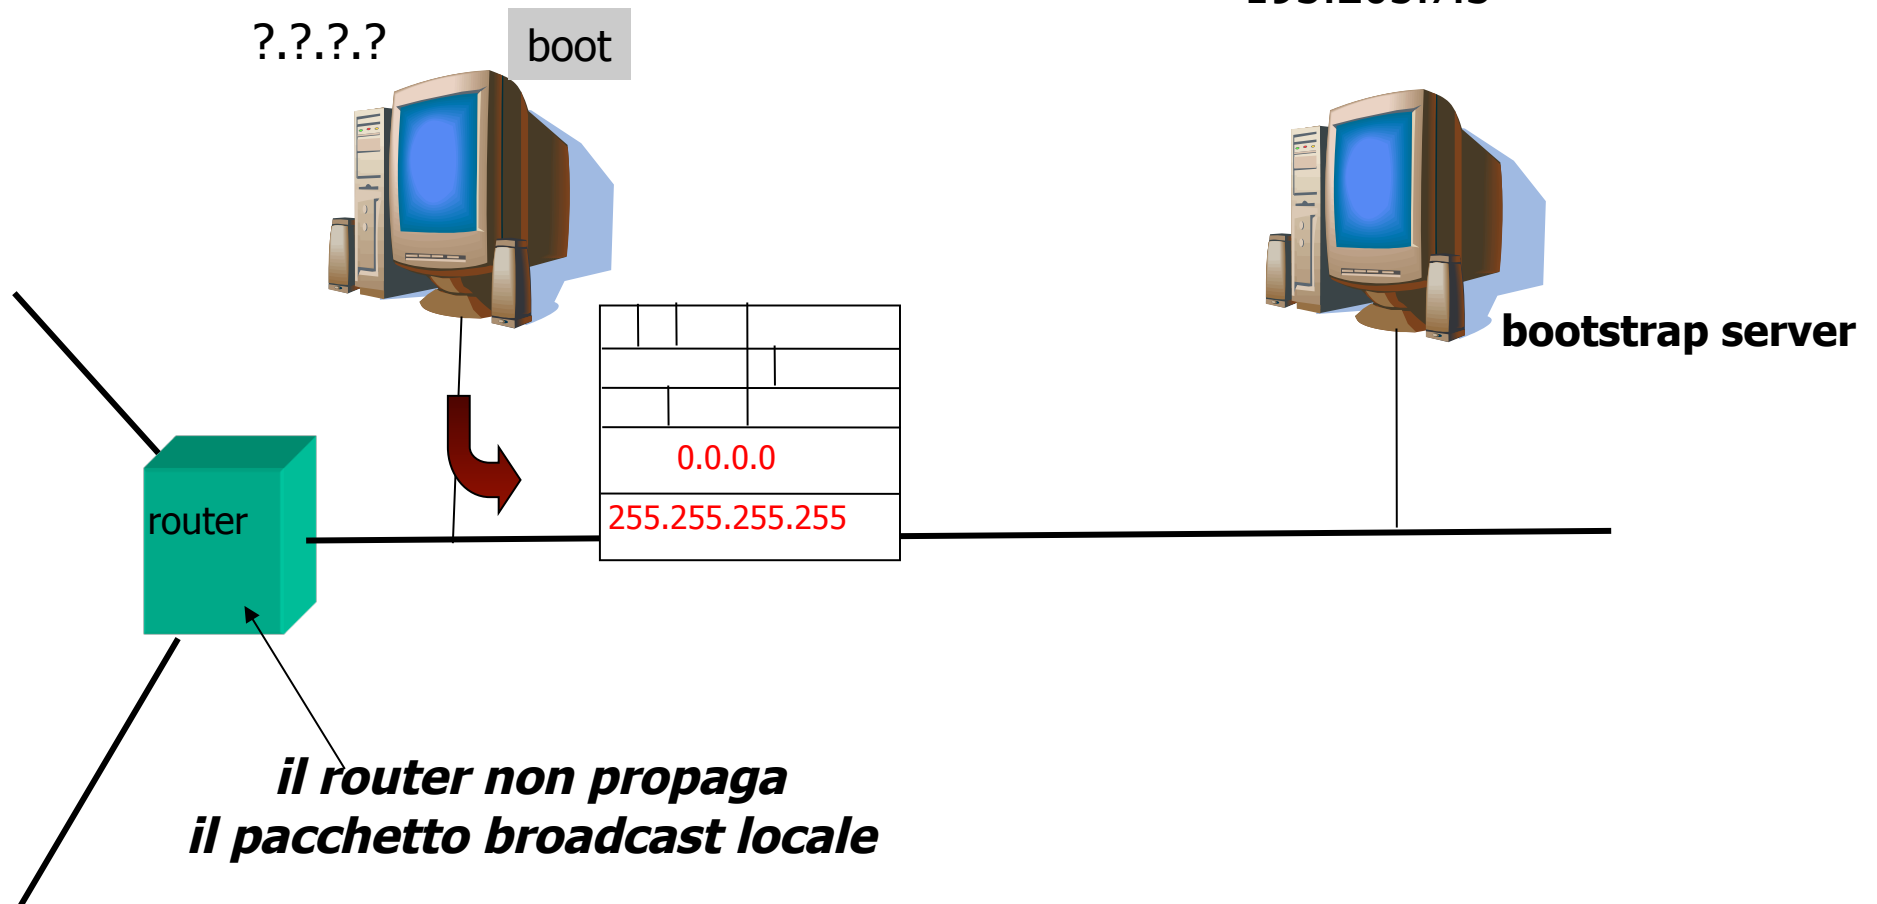 ?.?.?.?
boot
bootstrap server
0.0.0.0
255.255.255.255
router
il router non propaga
il pacchetto broadcast locale